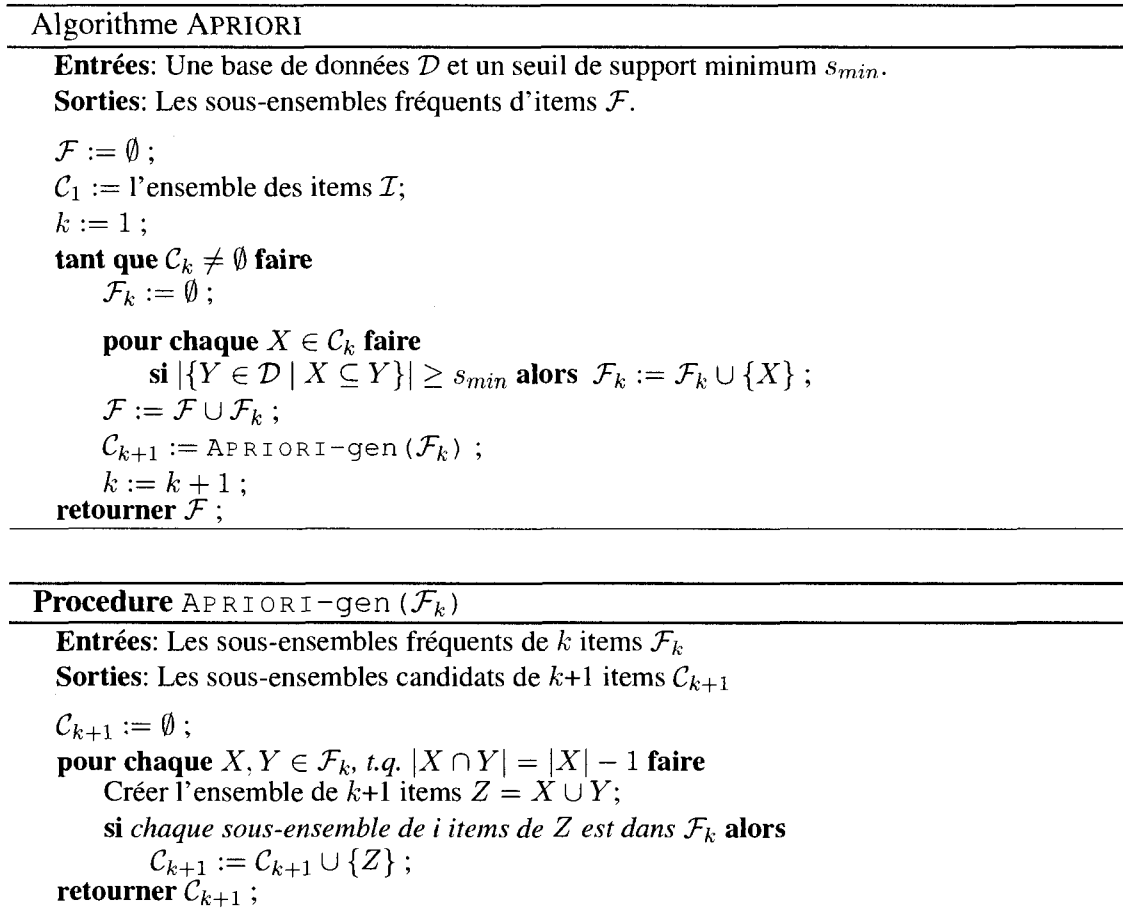 Algorithme APRIORI
Entrées: Une base de données 𝒟 et un seuil de support minimum s_min.
Sorties: Les sous-ensembles fréquents d'items ℱ.
ℱ := ∅ ;
𝒞_1 := l'ensemble des items ℐ;
k := 1 ;
tant que 𝒞_k ≠ ∅ faire
ℱ_k := ∅ ;
pour chaque X ∈ 𝒞_k faire
si |{Y ∈ 𝒟 | X ⊆ Y}| ≥ s_min alors ℱ_k := ℱ_k ∪ {X} ;
ℱ := ℱ ∪ ℱ_k ;
𝒞_{k+1} := APRIORI-gen(ℱ_k) ;
k := k + 1 ;
retourner ℱ ;
Procedure APRIORI-gen(ℱ_k)
Entrées: Les sous-ensembles fréquents de k items ℱ_k
Sorties: Les sous-ensembles candidats de k+1 items 𝒞_{k+1}
𝒞_{k+1} := ∅ ;
pour chaque X, Y ∈ ℱ_k, t.q. |X ∩ Y| = |X| − 1 faire
Créer l'ensemble de k+1 items Z = X ∪ Y;
si chaque sous-ensemble de i items de Z est dans ℱ_k alors
𝒞_{k+1} := 𝒞_{k+1} ∪ {Z} ;
retourner 𝒞_{k+1} ;